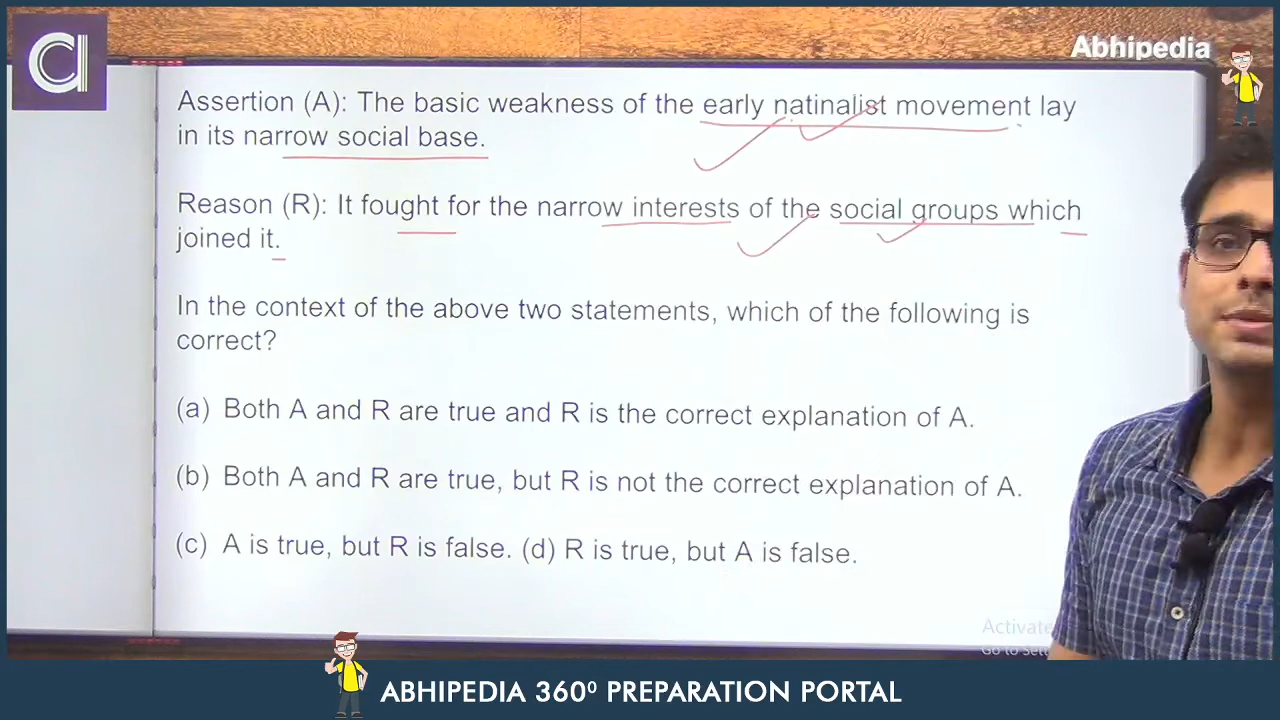 Abhipedia
Assertion (A): The basic weakness of the early natinalist movement lay
in its narrow social base.
Reason (R): It fought for the narrow interests of the social groups which
joined it.
In the context of the above two statements, which of the following is
correct?
(a) Both A and R are true and R is the correct explanation of A.
(b) Both A and R are true, but R is not the correct explanation of A.
(c) A is true, but R is false. (d) R is true, but A is false.
Activate
Go to Sett
ABHIPEDIA 360⁰ PREPARATION PORTAL